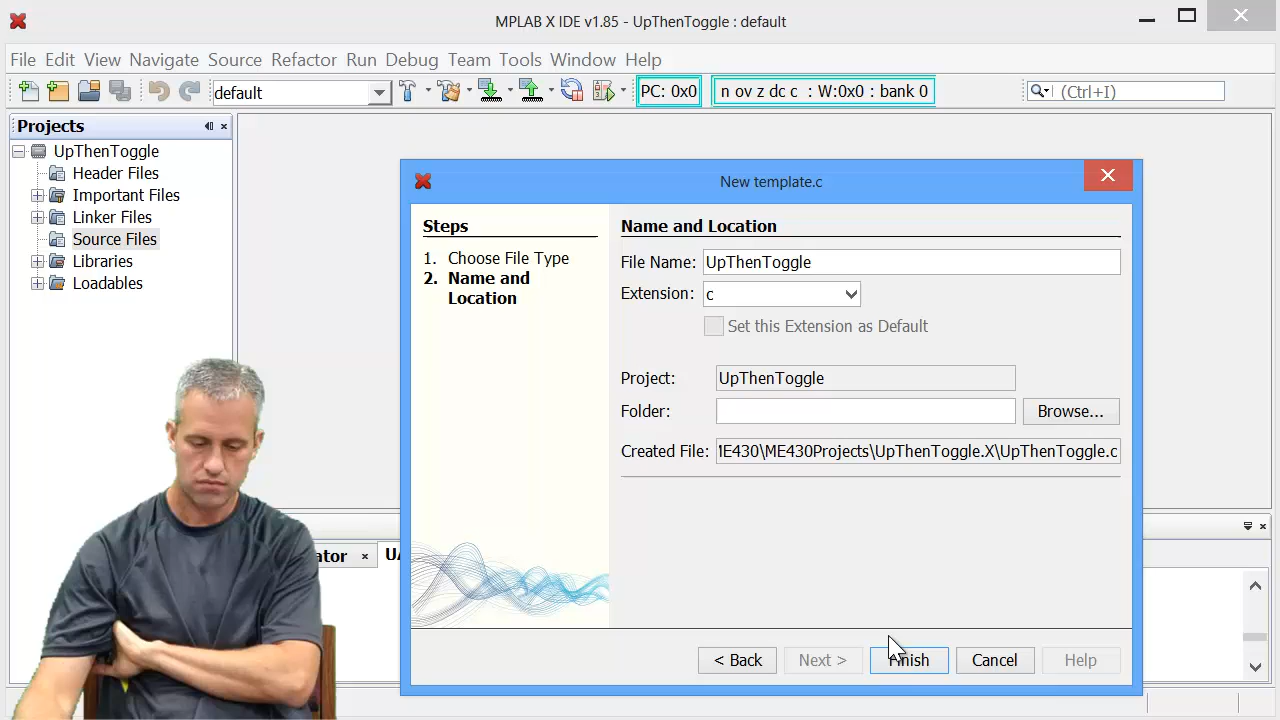 MPLAB X IDE v1.85 - UpThenToggle : default
File Edit View Navigate Source Refactor Run Debug Team Tools Window Help
default
PC: 0x0
n ov z dc c : W:0x0 : bank 0
(Ctrl+I)
Projects
UpThenToggle
Header Files
Important Files
Linker Files
Source Files
Libraries
Loadables
New template.c
Steps
1. Choose File Type
2. Name and
Location
Name and Location
File Name: UpThenToggle
Extension: c
Set this Extension as Default
Project: UpThenToggle
Folder: Browse...
Created File: \ME430Projects\UpThenToggle.X\UpThenToggle.c
< Back Next > Finish Cancel Help